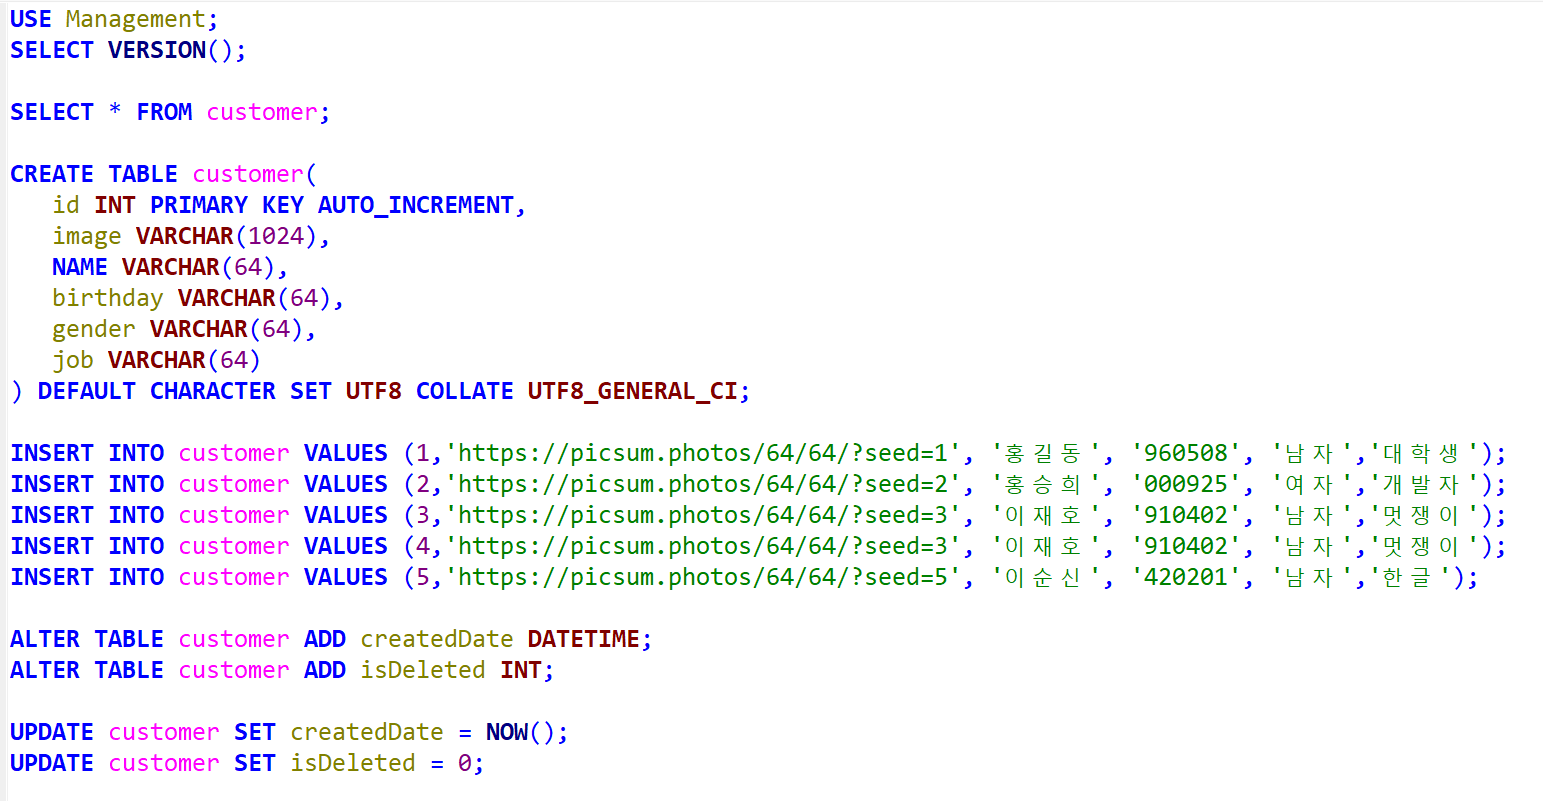 USE Management;
SELECT VERSION();
SELECT * FROM customer;
CREATE TABLE customer(
id INT PRIMARY KEY AUTO_INCREMENT,
image VARCHAR(1024),
NAME VARCHAR(64),
birthday VARCHAR(64),
gender VARCHAR(64),
job VARCHAR(64)
) DEFAULT CHARACTER SET UTF8 COLLATE UTF8_GENERAL_CI;
INSERT INTO customer VALUES (1,'https://picsum.photos/64/64/?seed=1', '홍길동', '960508', '남자','대학생');
INSERT INTO customer VALUES (2,'https://picsum.photos/64/64/?seed=2', '홍승희', '000925', '여자','개발자');
INSERT INTO customer VALUES (3,'https://picsum.photos/64/64/?seed=3', '이재호', '910402', '남자','멋쟁이');
INSERT INTO customer VALUES (4,'https://picsum.photos/64/64/?seed=3', '이재호', '910402', '남자','멋쟁이');
INSERT INTO customer VALUES (5,'https://picsum.photos/64/64/?seed=5', '이순신', '420201', '남자','한글');
ALTER TABLE customer ADD createdDate DATETIME;
ALTER TABLE customer ADD isDeleted INT;
UPDATE customer SET createdDate = NOW();
UPDATE customer SET isDeleted = 0;